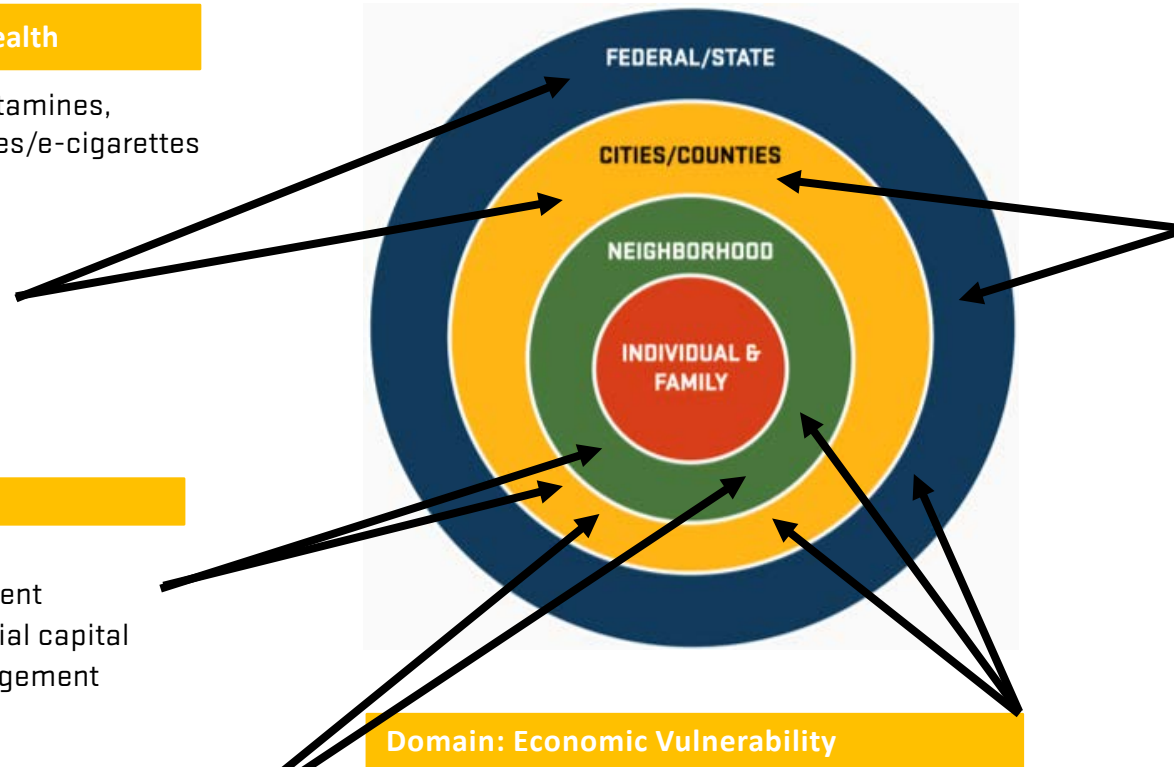 ealth
tamines,
es/e-cigarettes
FEDERAL/STATE
CITIES/COUNTIES
NEIGHBORHOOD
INDIVIDUAL &
FAMILY
ent
ial capital
gement
Domain: Economic Vulnerability